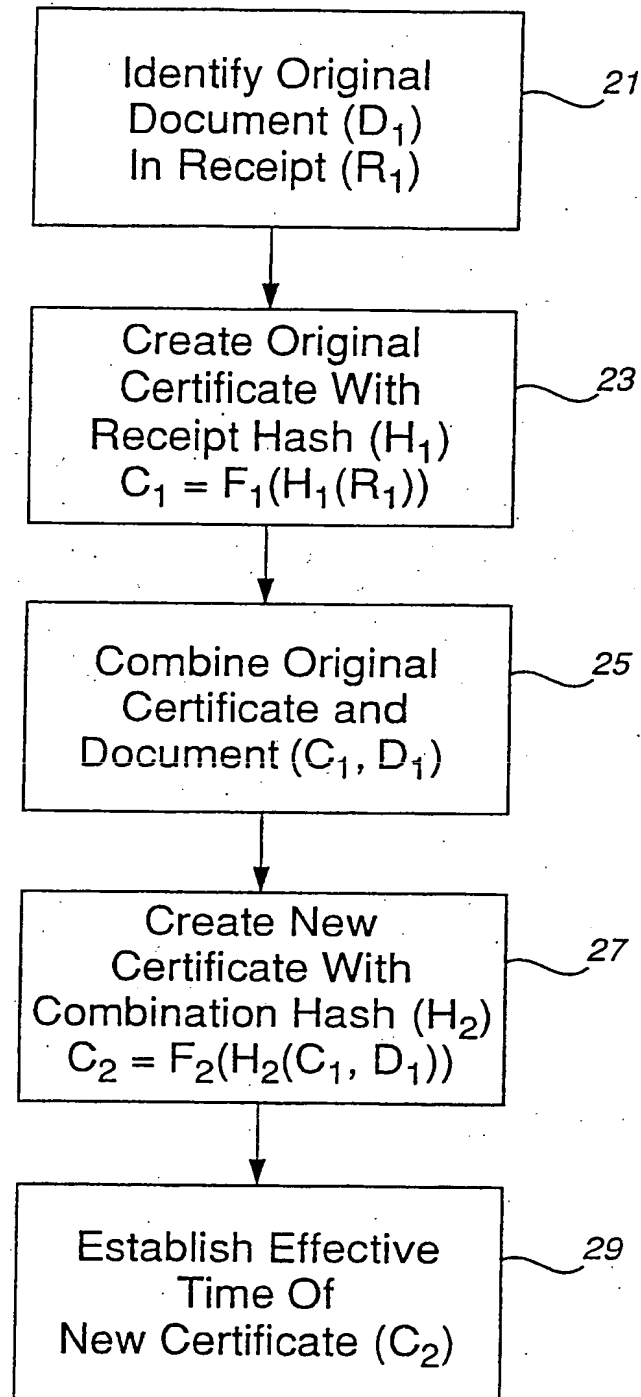 Identify Original
Document (D₁)
In Receipt (R₁)
21
Create Original
Certificate With
Receipt Hash (H₁)
C₁ = F₁(H₁(R₁))
23
Combine Original
Certificate and
Document (C₁, D₁)
25
Create New
Certificate With
Combination Hash (H₂)
C₂ = F₂(H₂(C₁, D₁))
27
Establish Effective
Time Of
New Certificate (C₂)
29